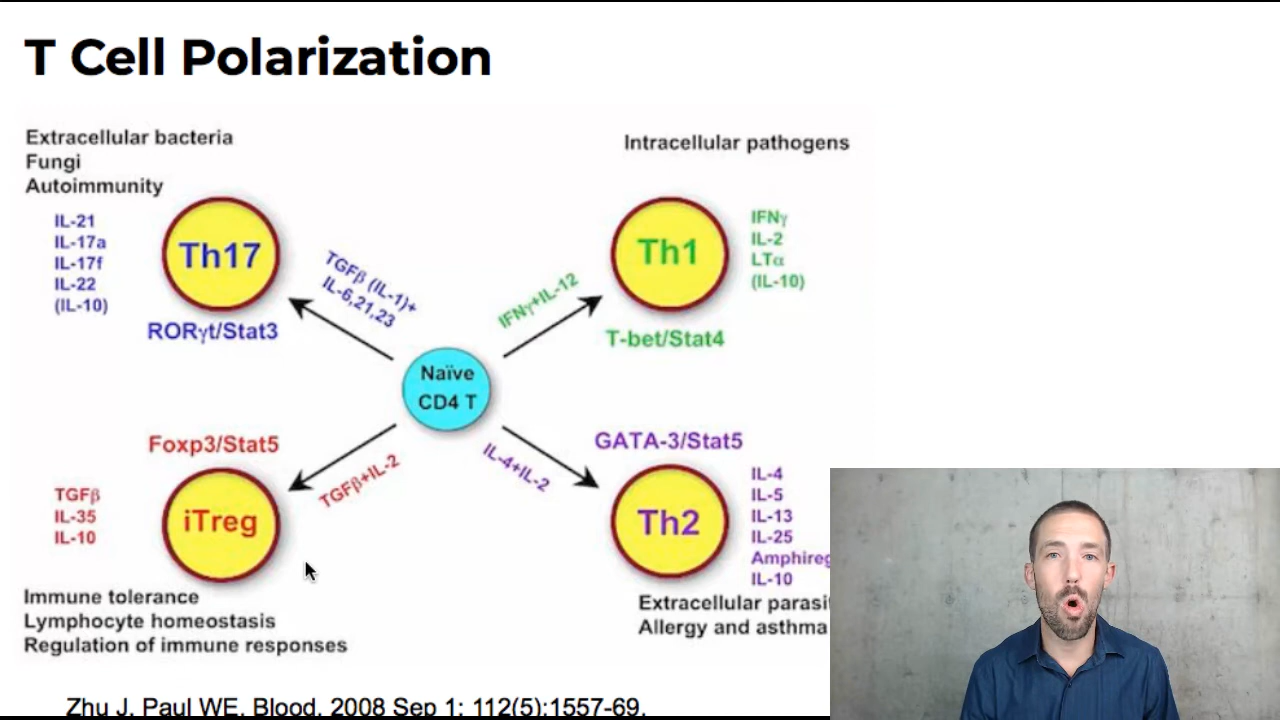 T Cell Polarization
Extracellular bacteria
Fungi
Autoimmunity
IL-21
IL-17a
IL-17f
IL-22
(IL-10)
Th17
RORγt/Stat3
TGFβ (IL-1)+
IL-6,21,23
Intracellular pathogens
IFNγ+IL-12
Th1
IFNγ
IL-2
LTα
(IL-10)
T-bet/Stat4
Naïve
CD4 T
Foxp3/Stat5
TGFβ+IL-2
TGFβ
IL-35
IL-10
iTreg
Immune tolerance
Lymphocyte homeostasis
Regulation of immune responses
GATA-3/Stat5
IL-4+IL-2
Th2
IL-4
IL-5
IL-13
IL-25
Amphireg
IL-10
Extracellular parasi
Allergy and asthma
Zhu J, Paul WE. Blood. 2008 Sep 1; 112(5):1557-69.